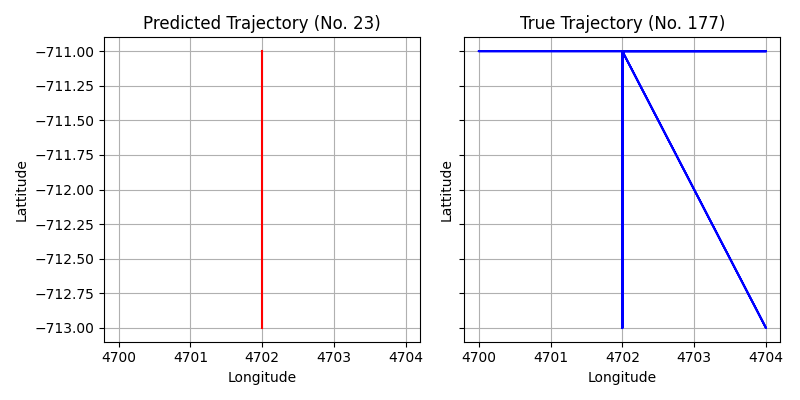 Predicted Trajectory (No. 23)
True Trajectory (No. 177)
−711.00
−711.25
−711.50
−711.75
−712.00
−712.25
−712.50
−712.75
−713.00
Lattitude
Lattitude
4700 4701 4702 4703 4704
4700 4701 4702 4703 4704
Longitude
Longitude